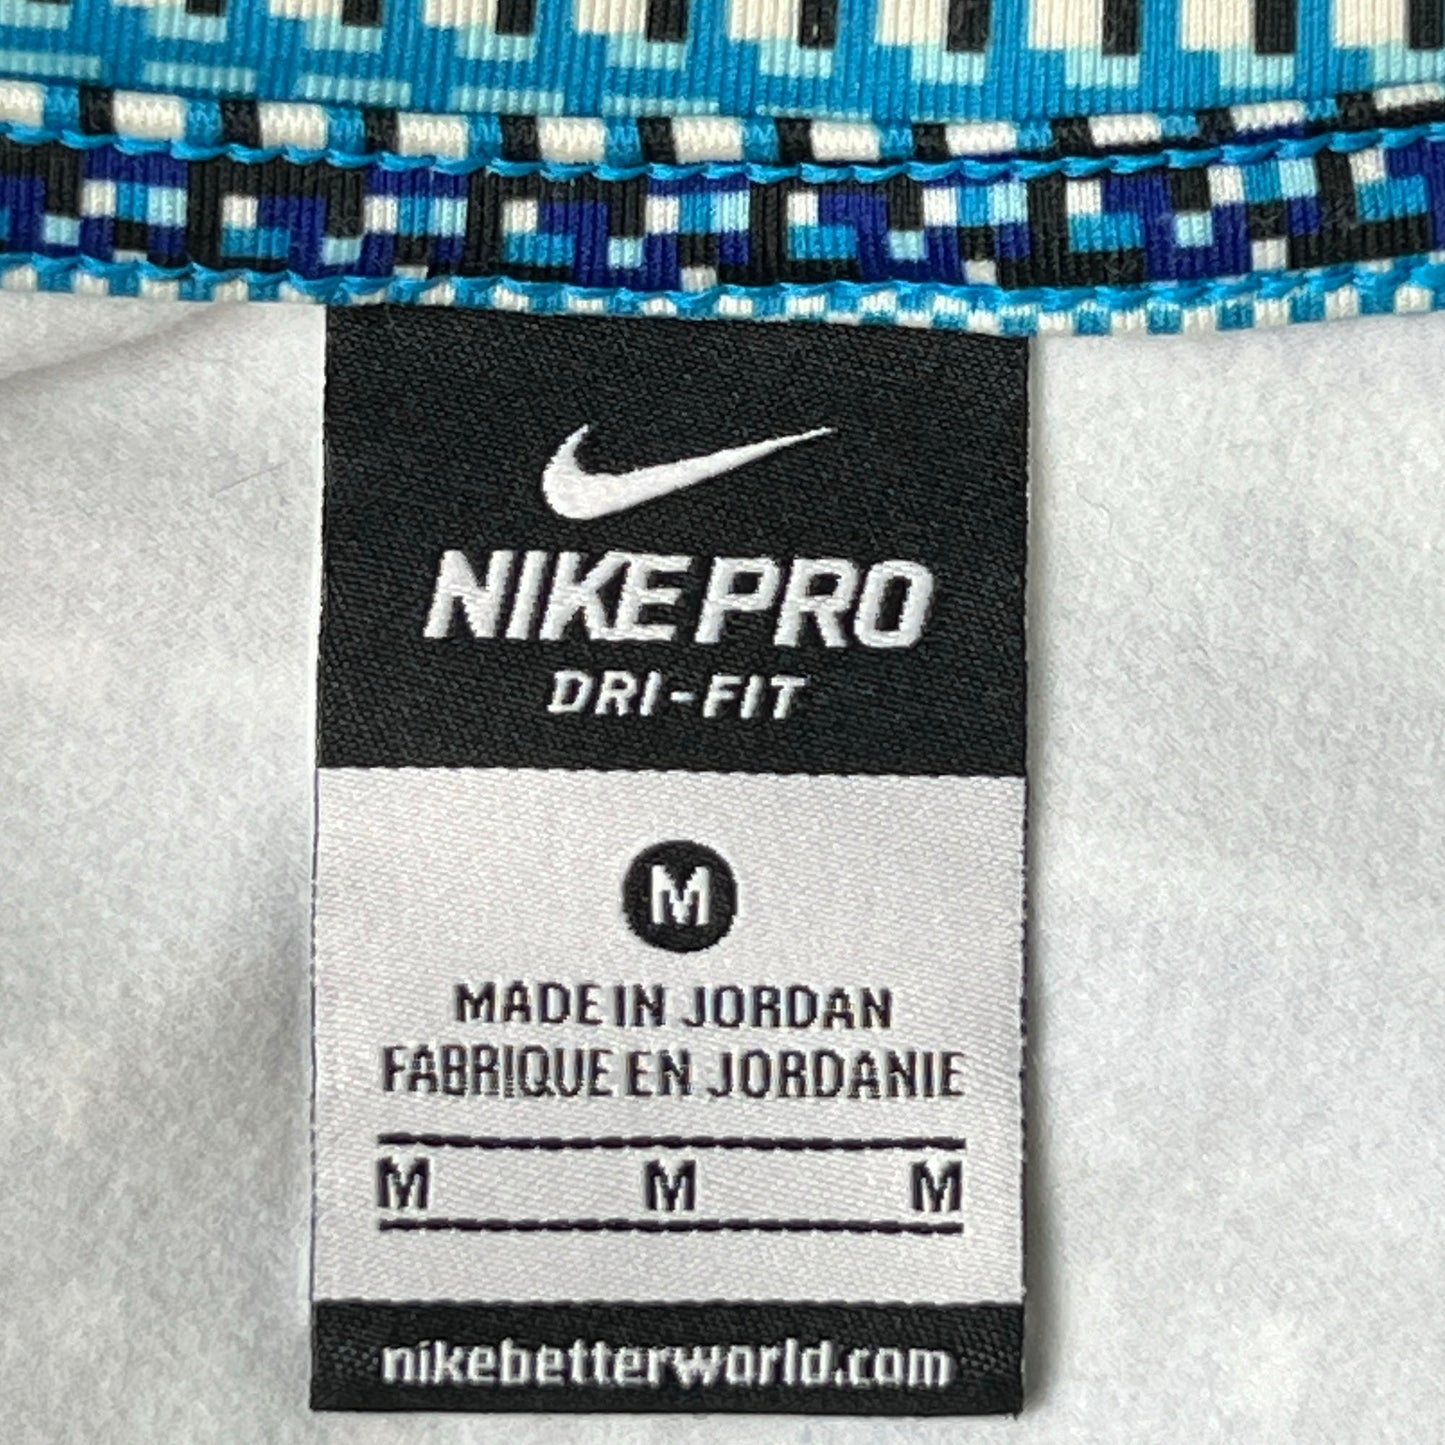 NIKE PRO
DRI-FIT
M
MADE IN JORDAN
FABRIQUE EN JORDANIE
M M M
nikebetterworld.com